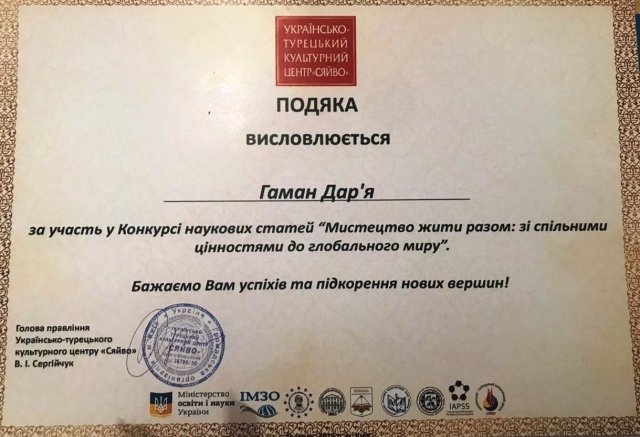 УКРАЇНСЬКО-
ТУРЕЦЬКИЙ
КУЛЬТУРНИЙ
ЦЕНТР «СЯЙВО»
ПОДЯКА
ВИСЛОВЛЮЄТЬСЯ
Гаман Дар'я
за участь у Конкурсі наукових статей “Мистецтво жити разом: зі спільними
цінностями до глобального миру”.
Бажаємо Вам успіхів та підкорення нових вершин!
Голова правління
Українсько-турецького
культурного центру «Сяйво»
В. І. Сергійчук
Міністерство
освіти і науки
України
ІМЗО
IAPSS